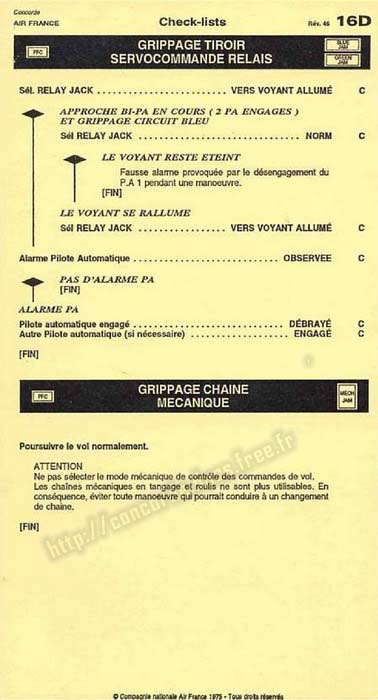 Concorde
AIR FRANCE Check-lists Rév. 46 16D
PFC GRIPPAGE TIROIR BLUE JAM
SERVOCOMMANDE RELAIS GREEN JAM
Sél. RELAY JACK .......................... VERS VOYANT ALLUMÉ C
APPROCHE BI-PA EN COURS ( 2 PA ENGAGES )
ET GRIPPAGE CIRCUIT BLEU
Sél RELAY JACK .................................. NORM C
LE VOYANT RESTE ETEINT
Fausse alarme provoquée par le désengagement du
P.A 1 pendant une manoeuvre.
[FIN]
LE VOYANT SE RALLUME
Sél RELAY JACK .................. VERS VOYANT ALLUMÉ C
Alarme Pilote Automatique .............................. OBSERVEE C
PAS D'ALARME PA
[FIN]
ALARME PA
Pilote automatique engagé ................................ DÉBRAYÉ C
Autre Pilote automatique (si nécessaire) ...................... ENGAGÉ C
[FIN]
PFC GRIPPAGE CHAINE MECH
MECANIQUE JAM
Poursuivre le vol normalement.
ATTENTION
Ne pas sélecter le mode mécanique de contrôle des commandes de vol.
Les chaînes mécaniques en tangage et roulis ne sont plus utilisables. En
conséquence, éviter toute manoeuvre qui pourrait conduire à un changement
de chaine.
[FIN]
© Compagnie nationale Air France 1975 - Tous droits réservés